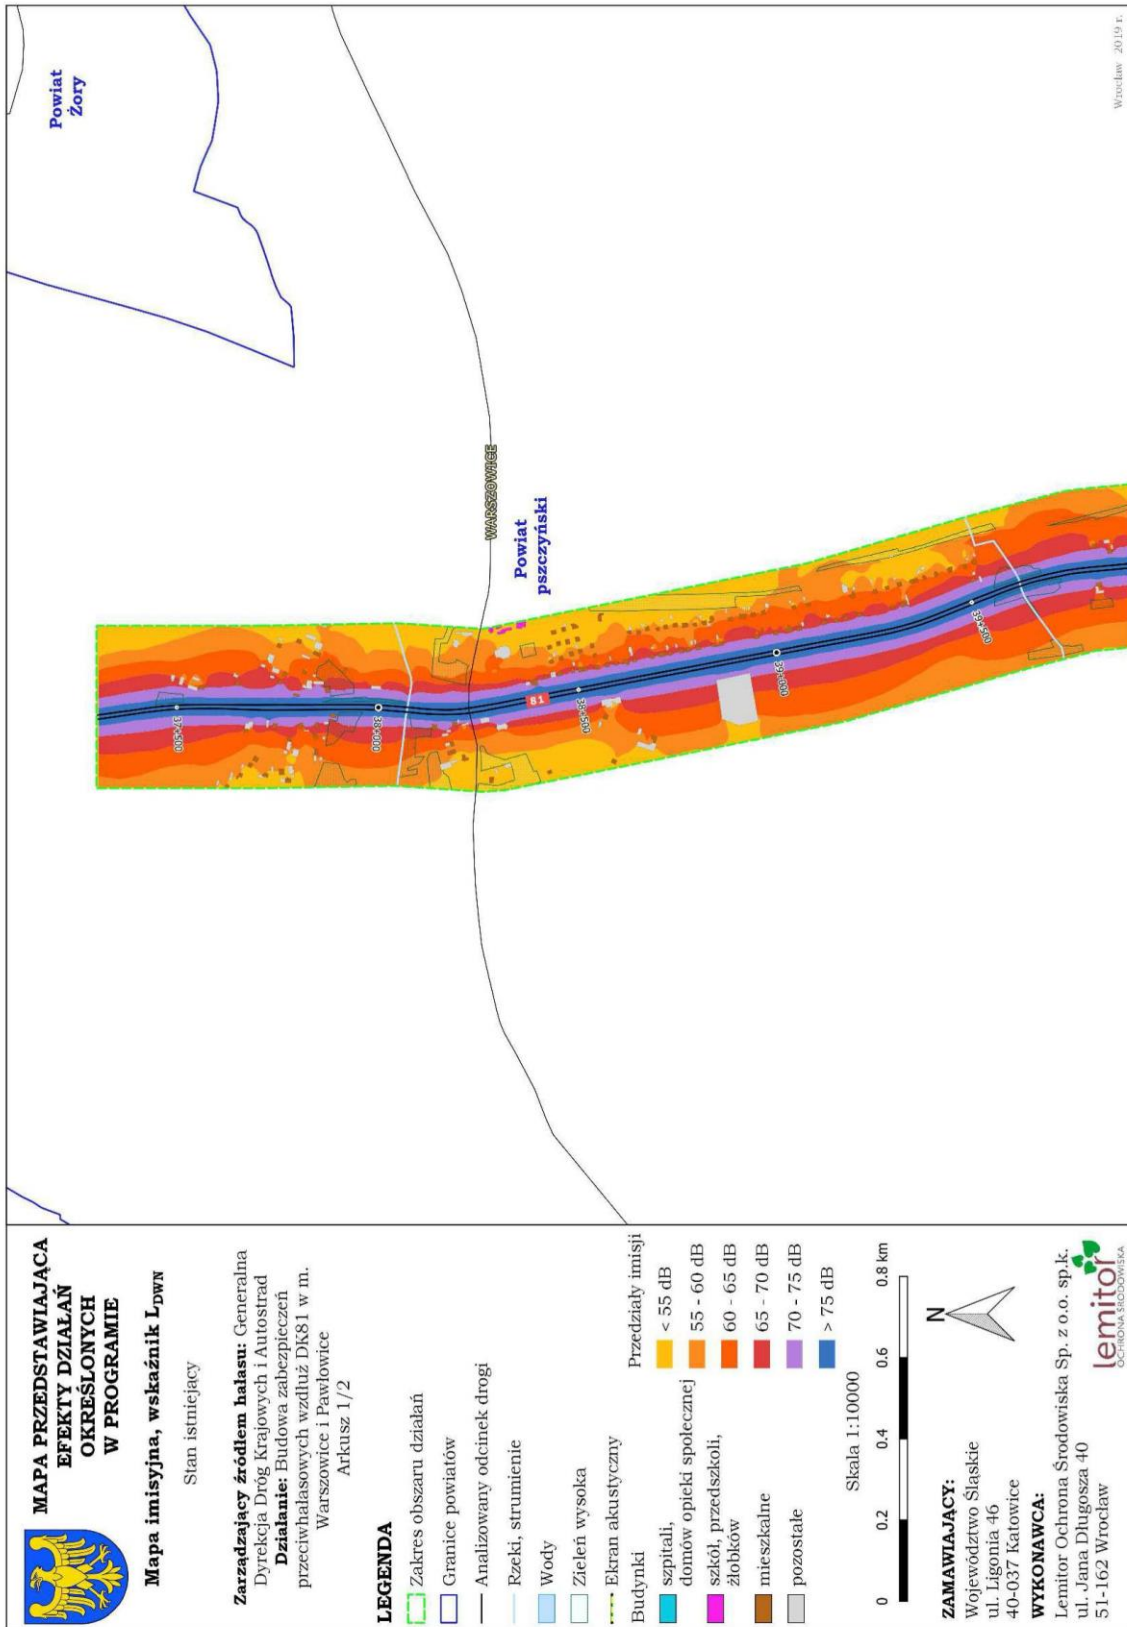 MAPA PRZEDSTAWIAJĄCA
EFEKTY DZIAŁAŃ
OKREŚLONYCH
W PROGRAMIE
Mapa imisyjna, wskaźnik LDWN
Stan istniejący
Zarządzający źródłem hałasu: Generalna
Dyrekcja Dróg Krajowych i Autostrad
Działanie: Budowa zabezpieczeń
przeciwhałasowych wzdłuż DK81 w m.
Warszowice i Pawłowice
Arkusz 1/2
LEGENDA
Zakres obszaru działań
Granice powiatów
Analizowany odcinek drogi
Rzeki, strumienie
Wody
Zieleń wysoka
Ekran akustyczny
Budynki
szpitali,
domów opieki społecznej
szkół, przedszkoli,
żłobków
mieszkalne
pozostałe
Przedziały imisji
< 55 dB
55 - 60 dB
60 - 65 dB
65 - 70 dB
70 - 75 dB
> 75 dB
Skala 1:10000
0 0.2 0.4 0.6 0.8 km
N
ZAMAWIAJĄCY:
Województwo Śląskie
ul. Ligonia 46
40-037 Katowice
WYKONAWCA:
Lemitor Ochrona Środowiska Sp. z o.o. sp.k.
ul. Jana Długosza 40
51-162 Wrocław
lemitor
OCHRONA ŚRODOWISKA
Powiat
Żory
WARSZOWICE
Powiat
pszczyński
37+500
38+000
81
38+500
39+000
39+500
Wrocław 2019 r.